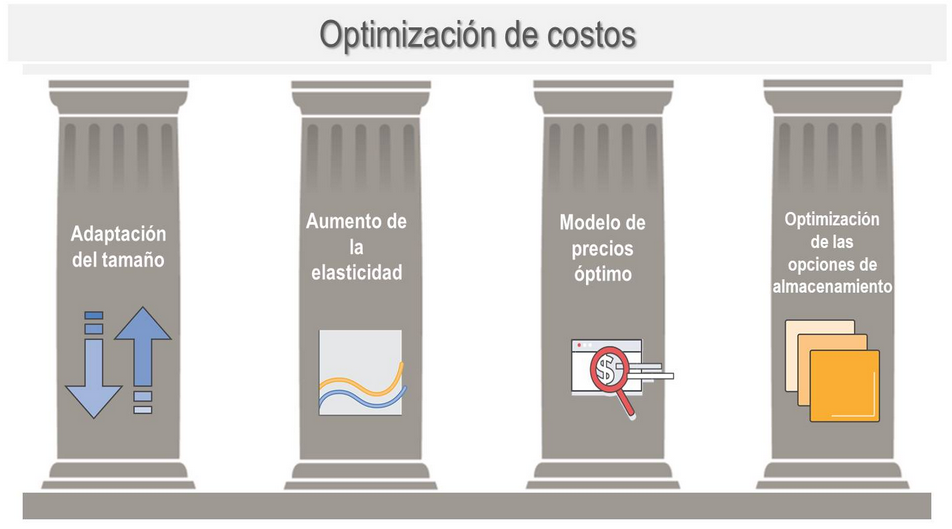 Optimización de costos
Adaptación
del tamaño
Aumento de
la
elasticidad
Modelo de
precios
óptimo
$
Optimización
de las
opciones de
almacenamiento